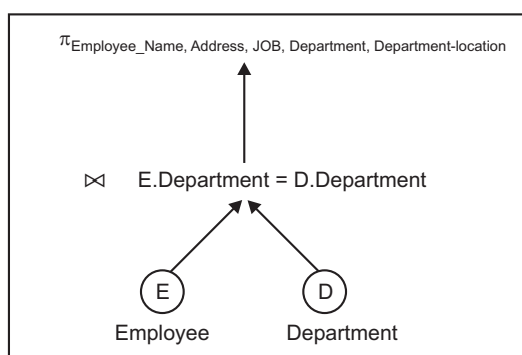 πEmployee_Name, Address, JOB, Department, Department-location
⋈ E.Department = D.Department
E D
Employee Department